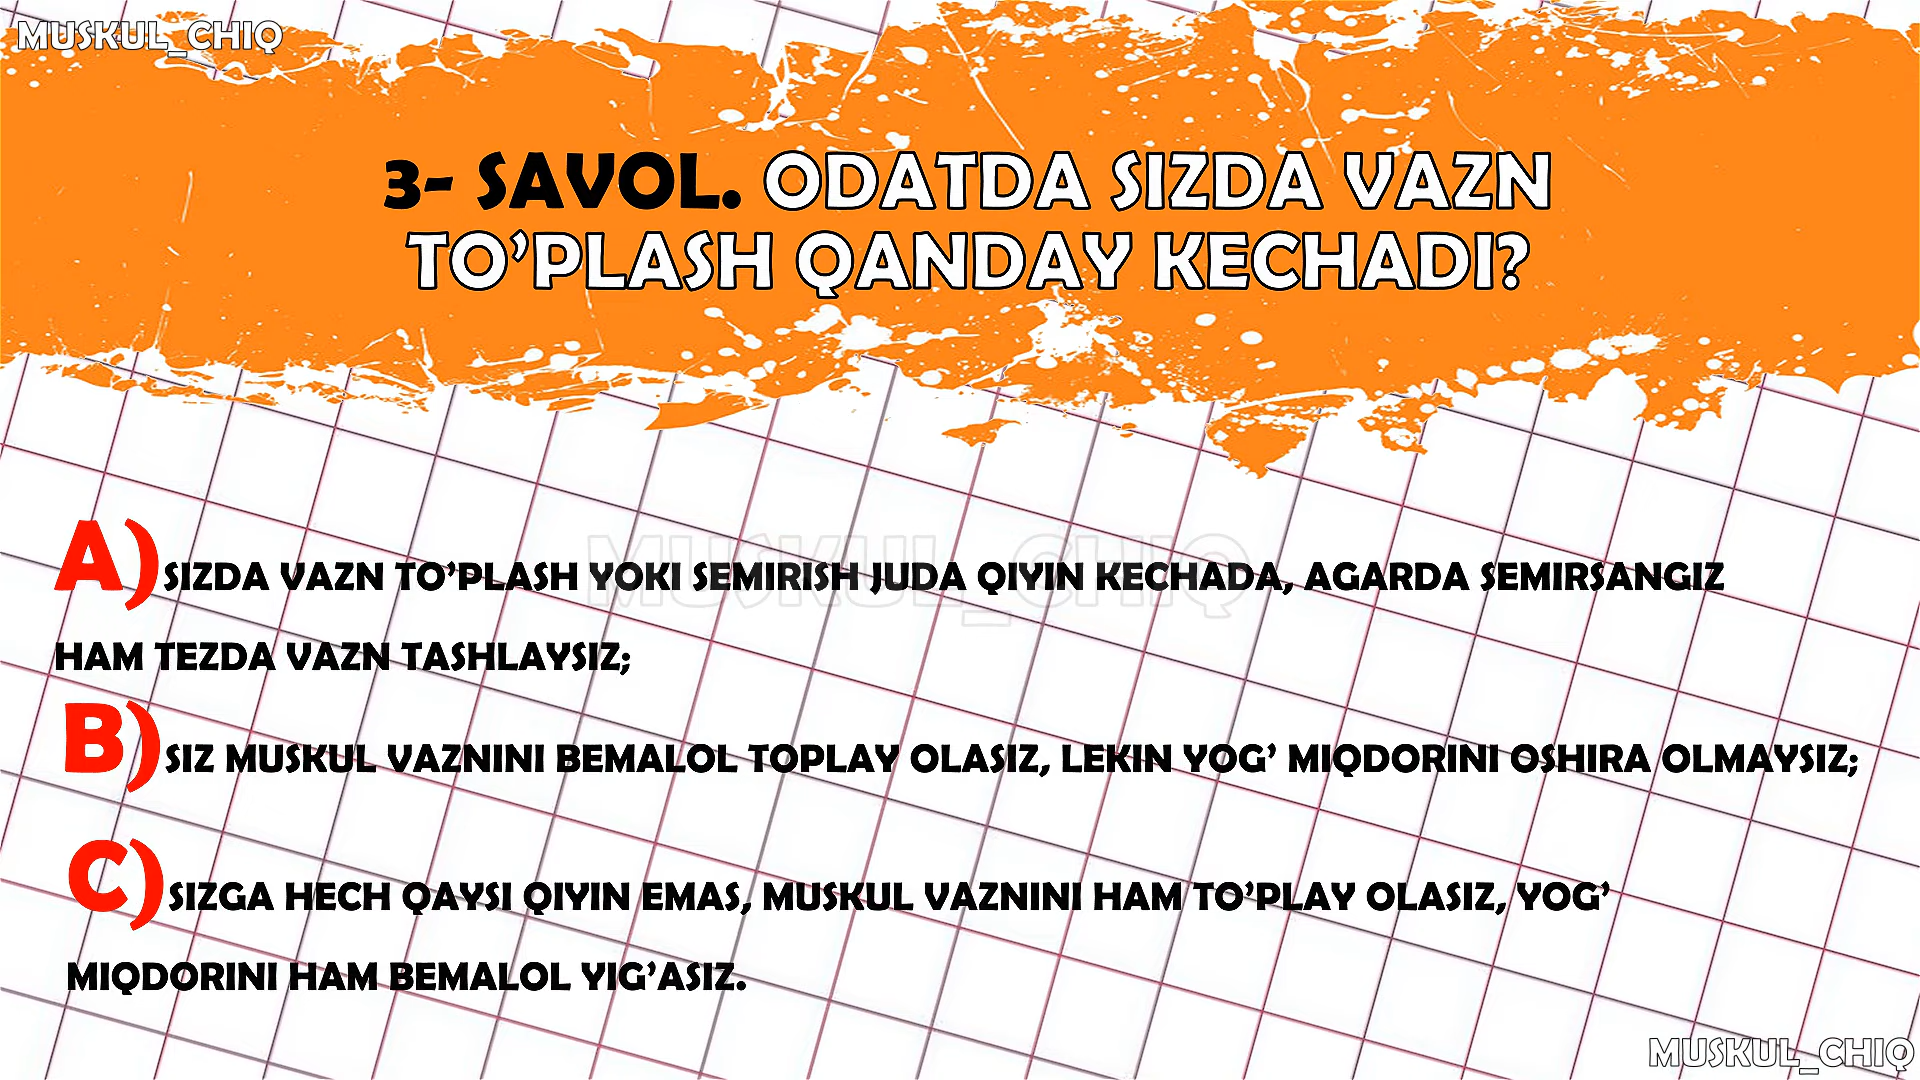 MUSKUL_CHIQ
3- SAVOL. ODATDA SIZDA VAZN
TO’PLASH QANDAY KECHADI?
MUSKUL_CHIQ
A) SIZDA VAZN TO’PLASH YOKI SEMIRISH JUDA QIYIN KECHADA, AGARDA SEMIRSANGIZ
HAM TEZDA VAZN TASHLAYSIZ;
B) SIZ MUSKUL VAZNINI BEMALOL TOPLAY OLASIZ, LEKIN YOG’ MIQDORINI OSHIRA OLMAYSIZ;
C) SIZGA HECH QAYSI QIYIN EMAS, MUSKUL VAZNINI HAM TO’PLAY OLASIZ, YOG’
MIQDORINI HAM BEMALOL YIG’ASIZ.
MUSKUL_CHIQ